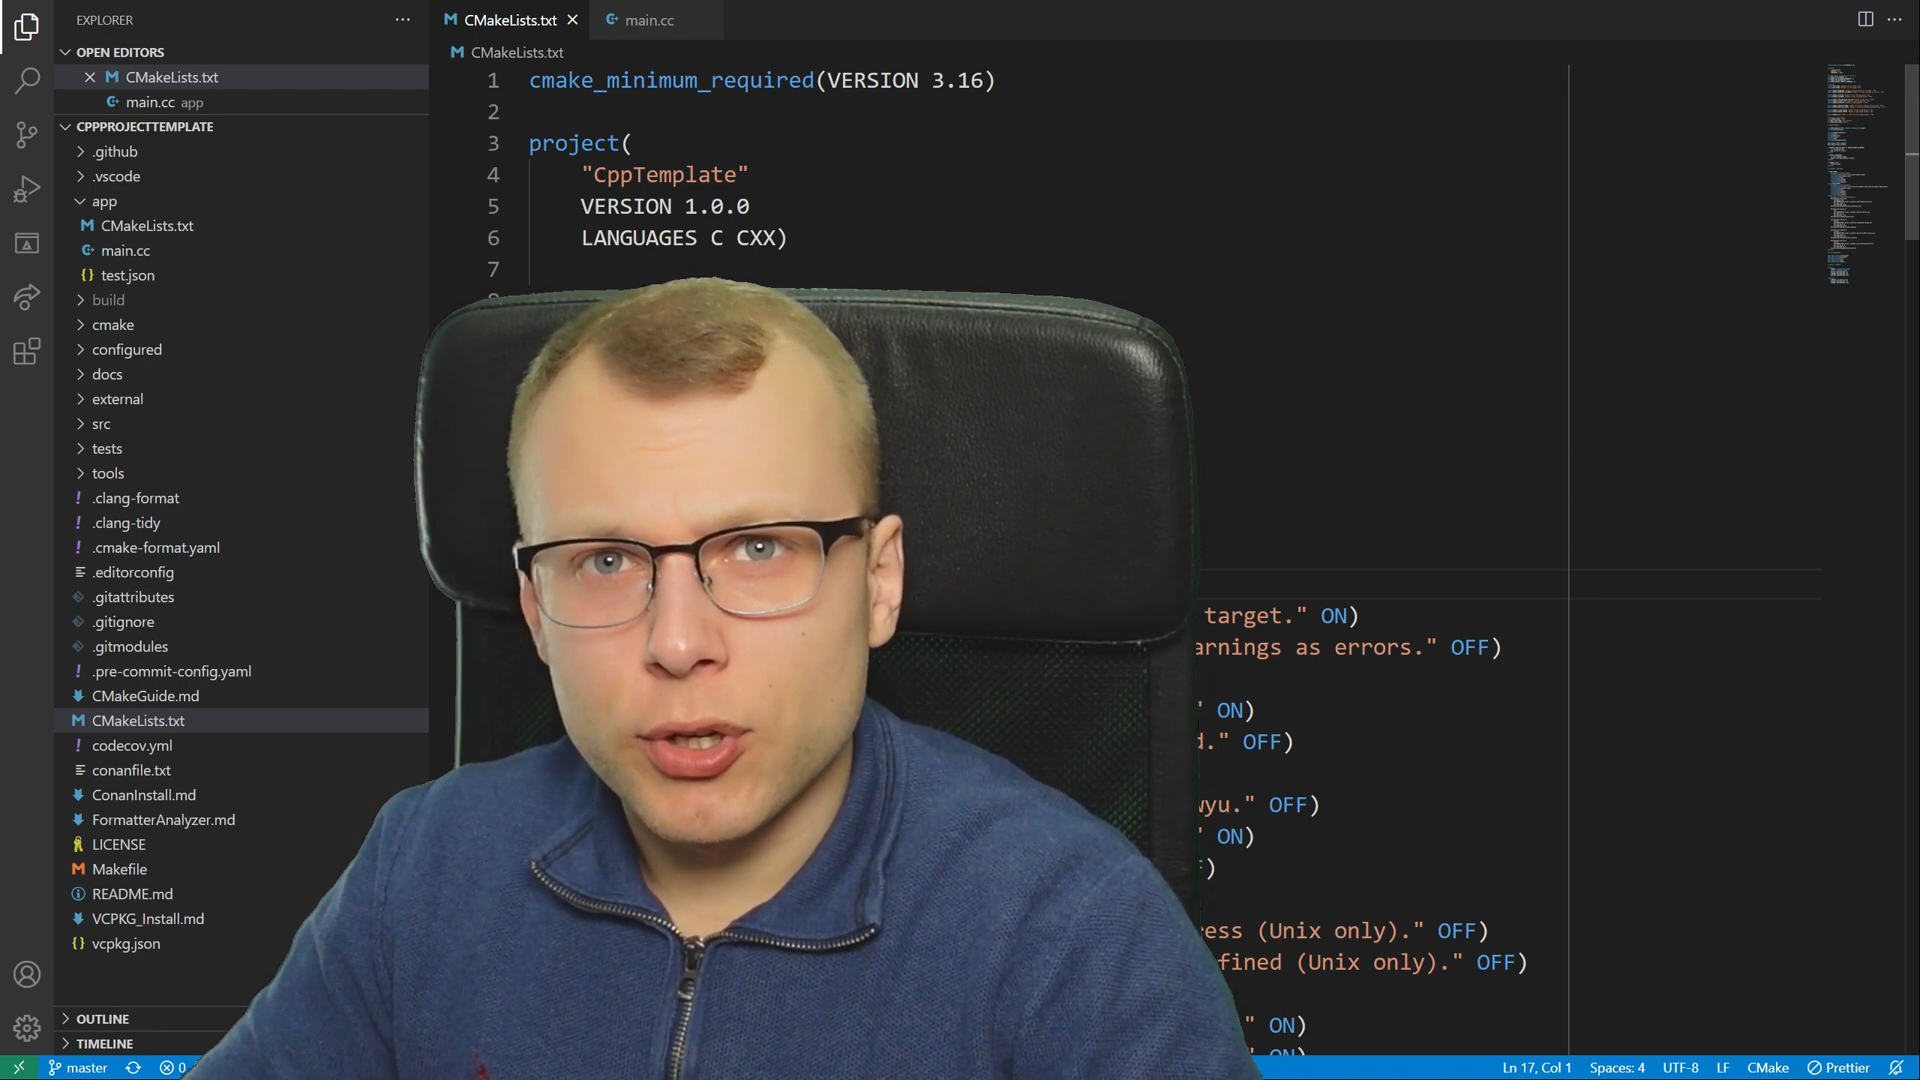 EXPLORER
OPEN EDITORS
CMakeLists.txt
main.cc app
CPPPROJECTTEMPLATE
.github
.vscode
app
CMakeLists.txt
main.cc
test.json
build
cmake
configured
docs
external
src
tests
tools
.clang-format
.clang-tidy
.cmake-format.yaml
.editorconfig
.gitattributes
.gitignore
.gitmodules
.pre-commit-config.yaml
CMakeGuide.md
CMakeLists.txt
codecov.yml
conanfile.txt
ConanInstall.md
FormatterAnalyzer.md
LICENSE
Makefile
README.md
VCPKG_Install.md
vcpkg.json
OUTLINE
TIMELINE
CMakeLists.txt
main.cc
CMakeLists.txt
1 cmake_minimum_required(VERSION 3.16)
2
3 project(
4 "CppTemplate"
5 VERSION 1.0.0
6 LANGUAGES C CXX)
7
target." ON)
arnings as errors." OFF)
" ON)
d." OFF)
wyu." OFF)
" ON)
)
ess (Unix only)." OFF)
fined (Unix only)." OFF)
" ON)
master
0
Ln 17, Col 1 Spaces: 4 UTF-8 LF CMake Prettier